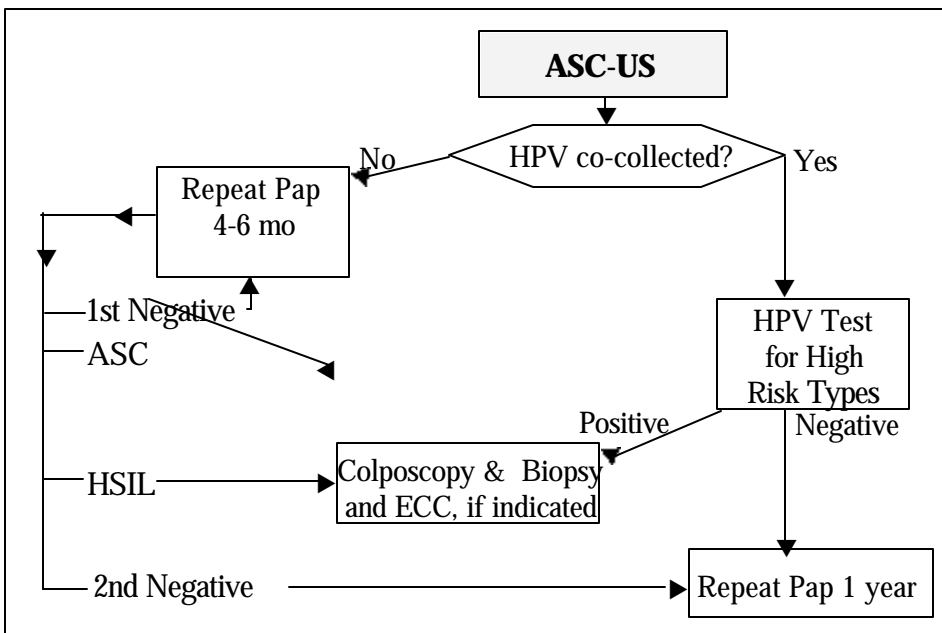 ASC-US
HPV co-collected?
No
Yes
Repeat Pap
4-6 mo
1st Negative
ASC
HPV Test
for High
Risk Types
Positive
Negative
HSIL
Colposcopy & Biopsy
and ECC, if indicated
2nd Negative
Repeat Pap 1 year